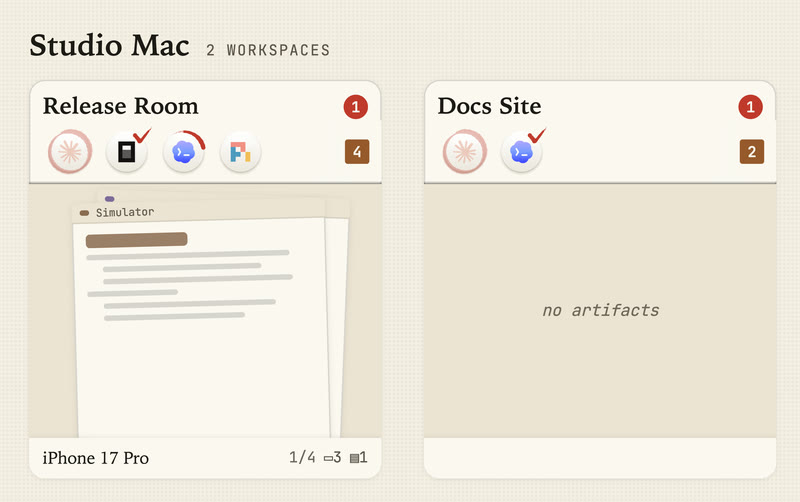 Studio Mac 2 WORKSPACES
Release Room 1
4
Simulator
iPhone 17 Pro 1/4 ▭3 ▤1
Docs Site 1
2
no artifacts